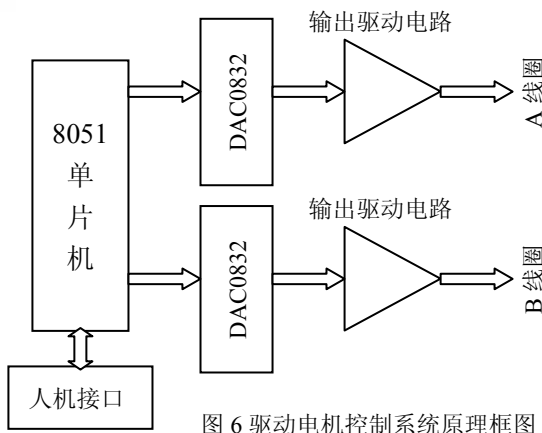 输出驱动电路
8051
单
片
机
DAC0832
A 线圈
输出驱动电路
DAC0832
B 线圈
人机接口
图 6 驱动电机控制系统原理框图